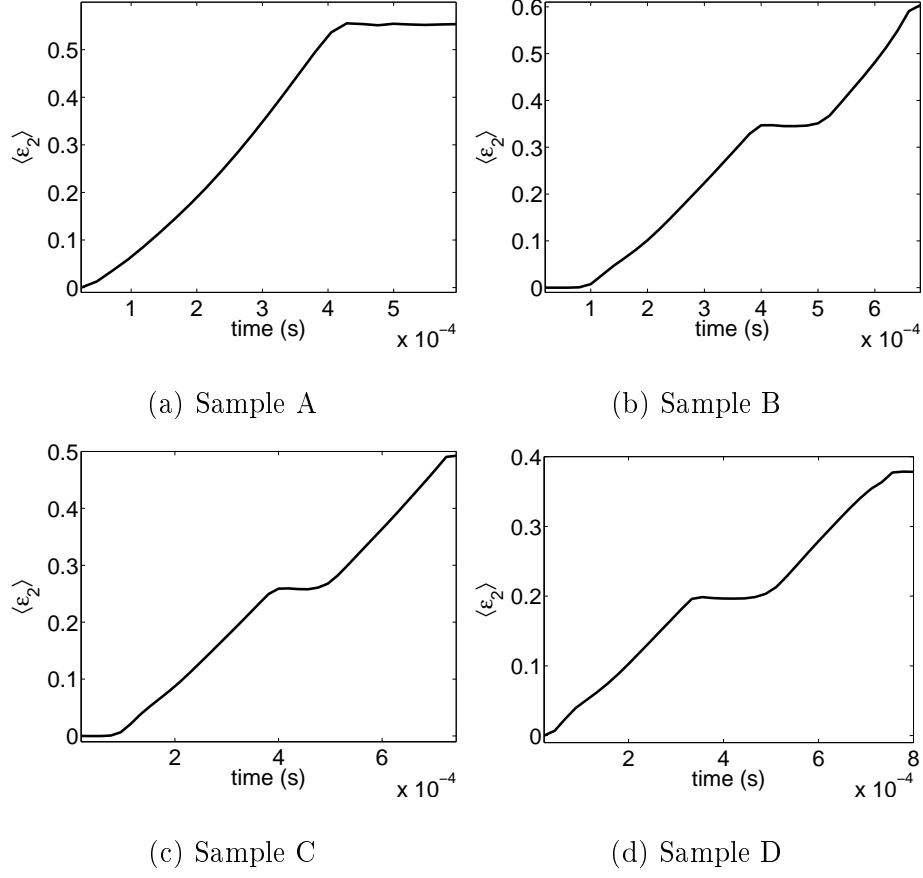 0.5
0.4
0.3
0.2
0.1
0
⟨ε₂⟩
1 2 3 4 5
time (s)
x 10⁻⁴
(a) Sample A
0.6
0.5
0.4
0.3
0.2
0.1
0
⟨ε₂⟩
1 2 3 4 5 6
time (s)
x 10⁻⁴
(b) Sample B
0.5
0.4
0.3
0.2
0.1
0
⟨ε₂⟩
2 4 6
time (s)
x 10⁻⁴
(c) Sample C
0.4
0.3
0.2
0.1
0
⟨ε₂⟩
2 4 6 8
time (s)
x 10⁻⁴
(d) Sample D